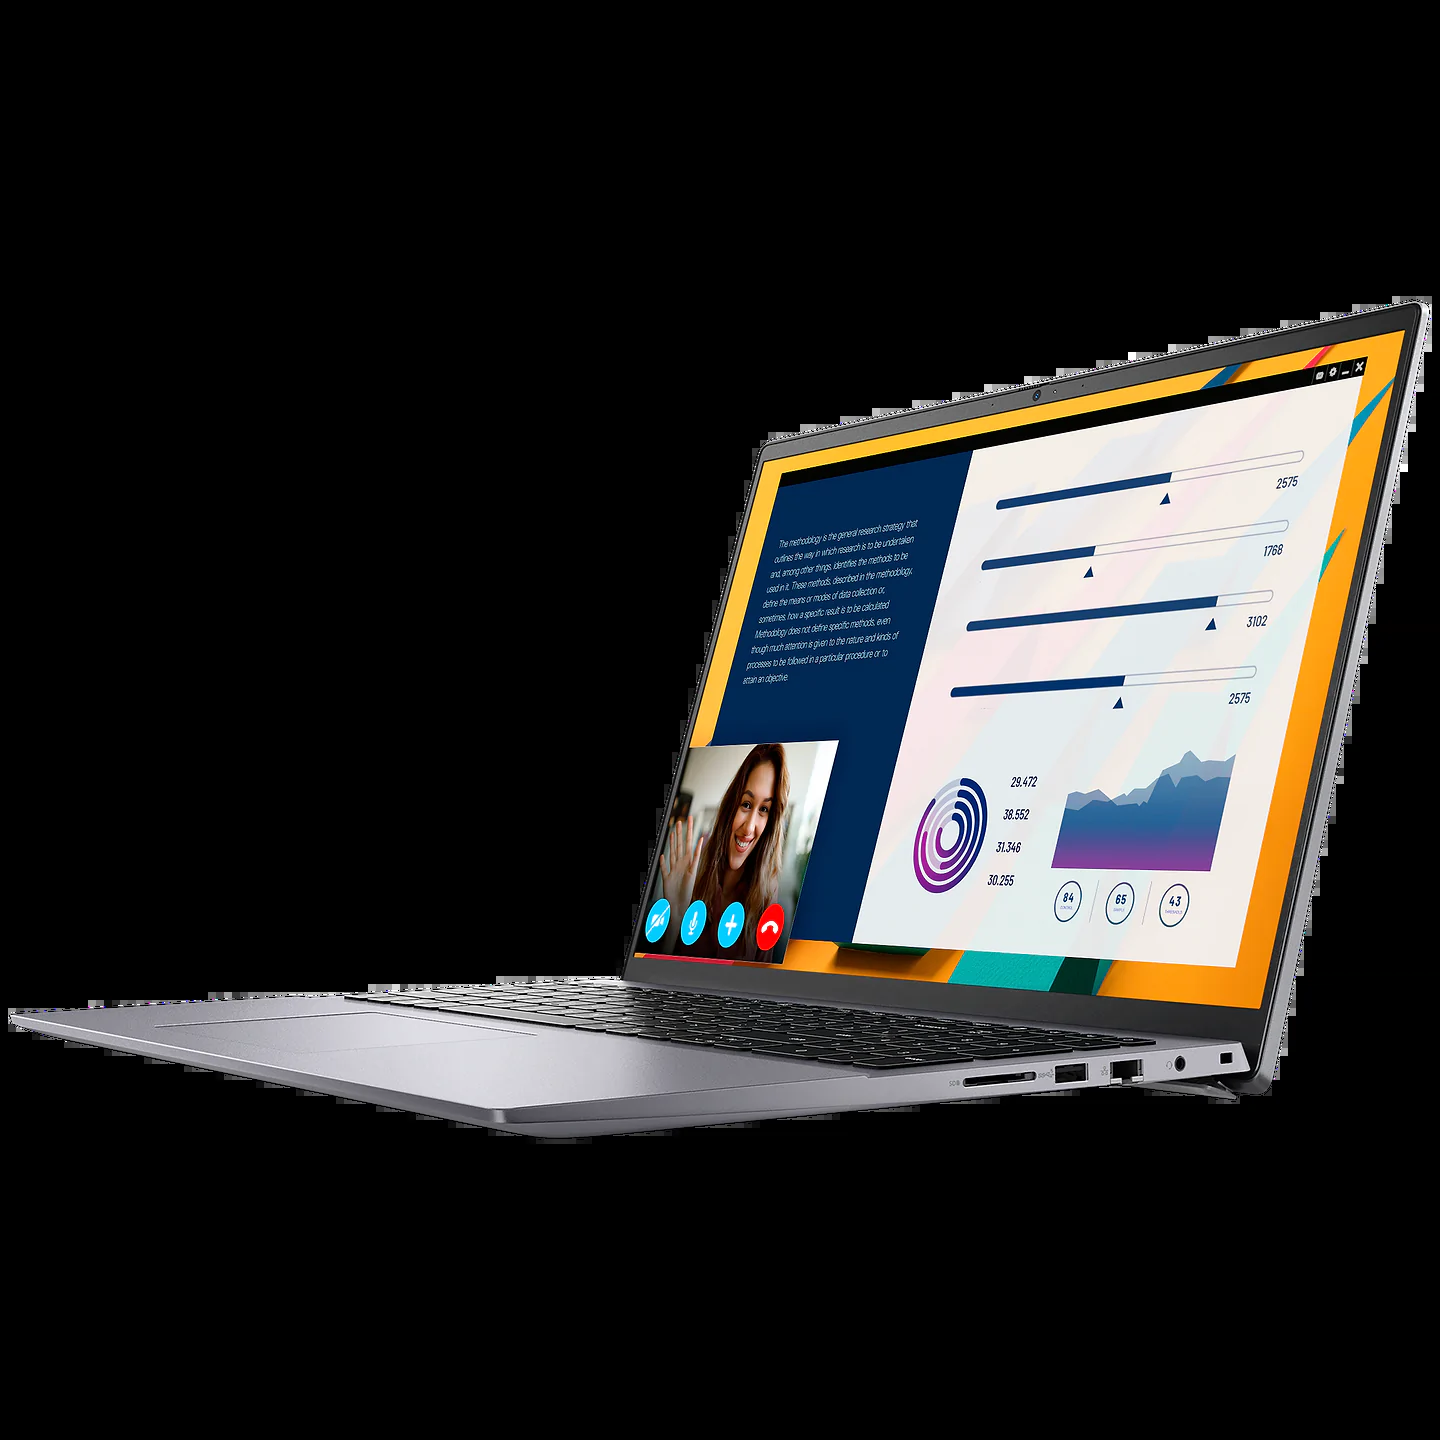 The methodology is the general research strategy that
outlines the way in which research is to be undertaken
and, among other things, identifies the methods to be
used in it. These methods, described in the methodology,
define the means or modes of data collection or,
sometimes, how a specific result is to be calculated
Methodology does not define specific methods, even
though much attention is given to the nature and kinds of
processes to be followed in a particular procedure or to
attain an objective.
2575
1768
3102
2575
29.472
38.552
31.346
30.255
84
65
43